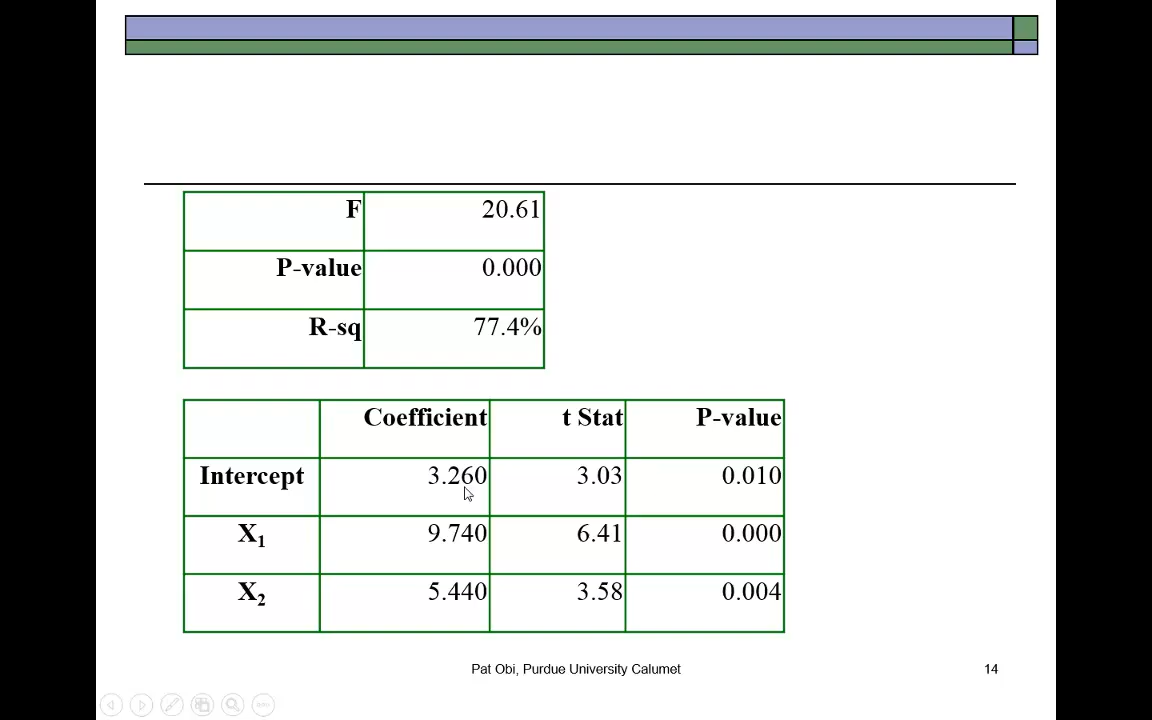 F 20.61
P-value 0.000
R-sq 77.4%
Coefficient t Stat P-value
Intercept 3.260 3.03 0.010
X₁ 9.740 6.41 0.000
X₂ 5.440 3.58 0.004
Pat Obi, Purdue University Calumet 14